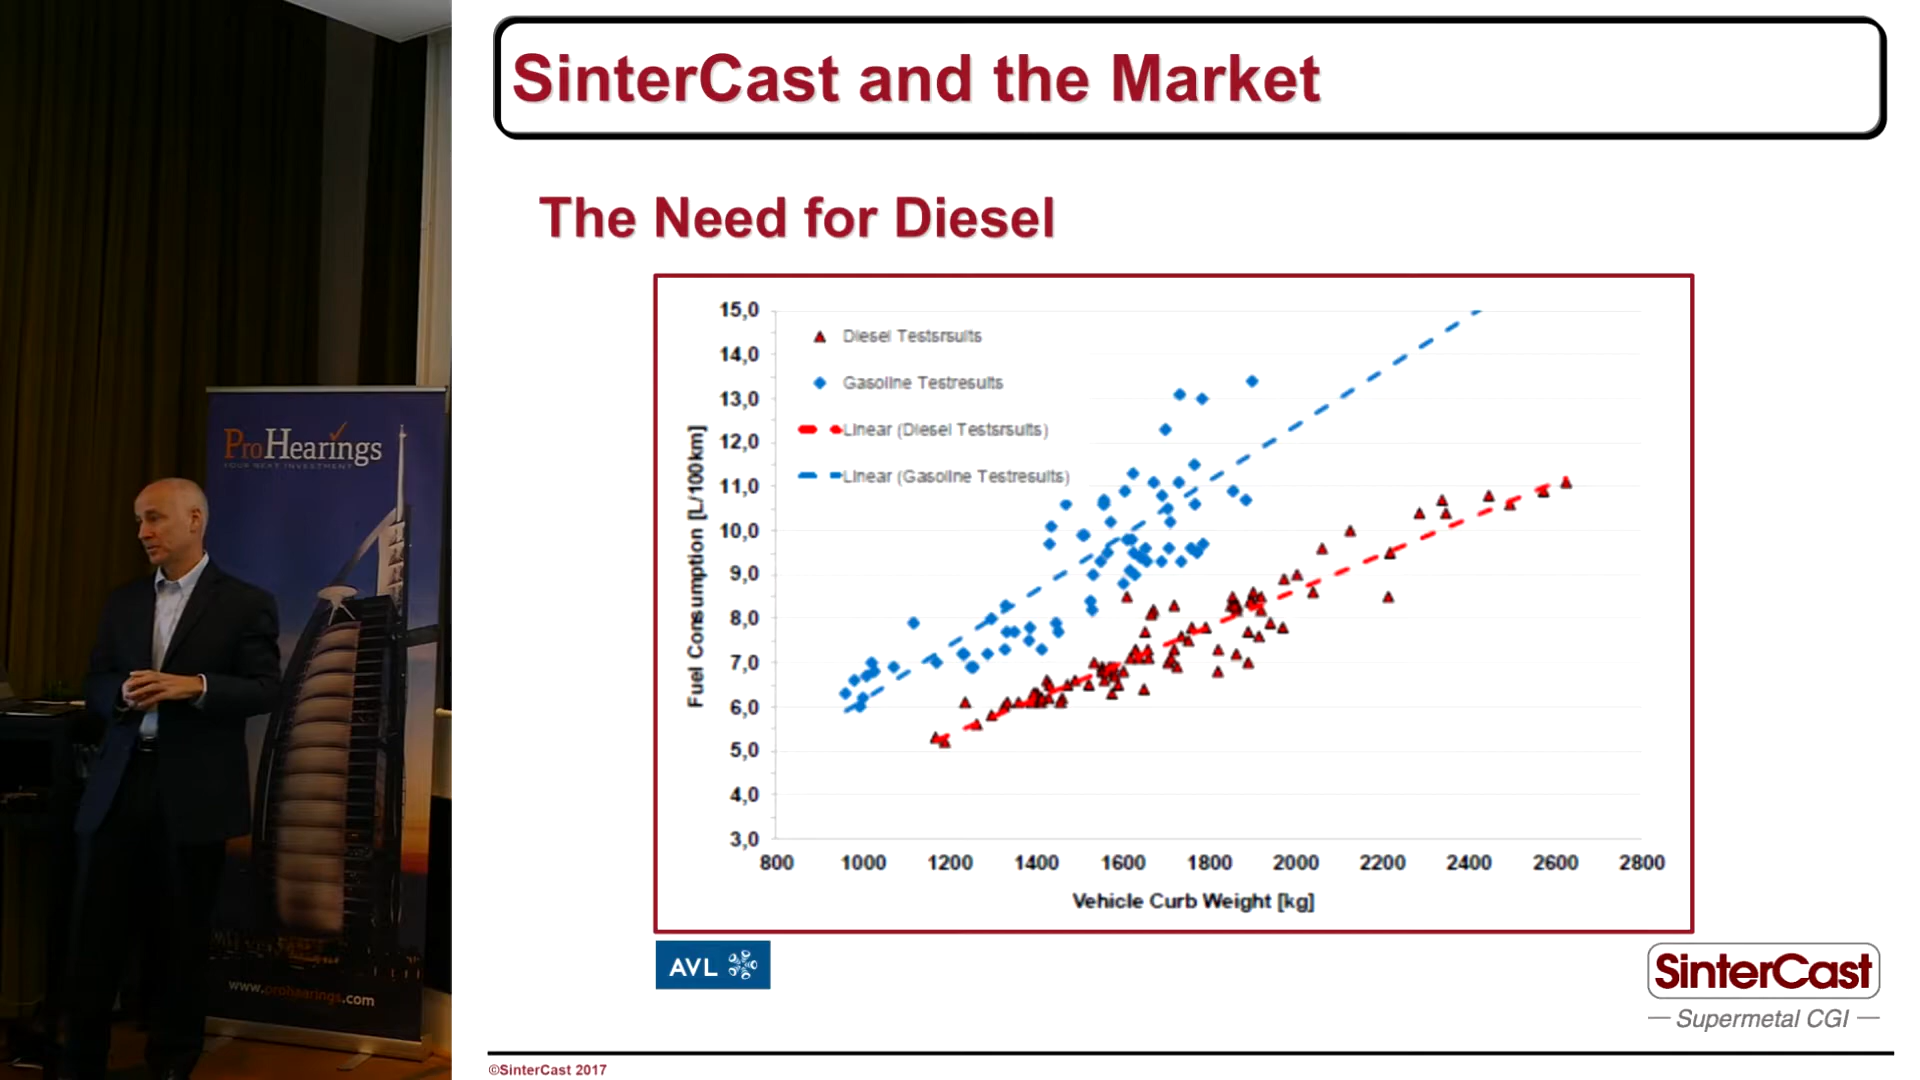 SinterCast and the Market
The Need for Diesel
15,0
14,0
13,0
12,0
11,0
10,0
9,0
8,0
7,0
6,0
5,0
4,0
3,0
Fuel Consumption [L/100km]
Diesel Testsrsults
Gasoline Testresults
Linear (Diesel Testsrsults)
Linear (Gasoline Testresults)
800 1000 1200 1400 1600 1800 2000 2200 2400 2600 2800
Vehicle Curb Weight [kg]
AVL
SinterCast
Supermetal CGI
©SinterCast 2017
ProHearings
YOUR NEXT INVESTMENT
www.prohearings.com